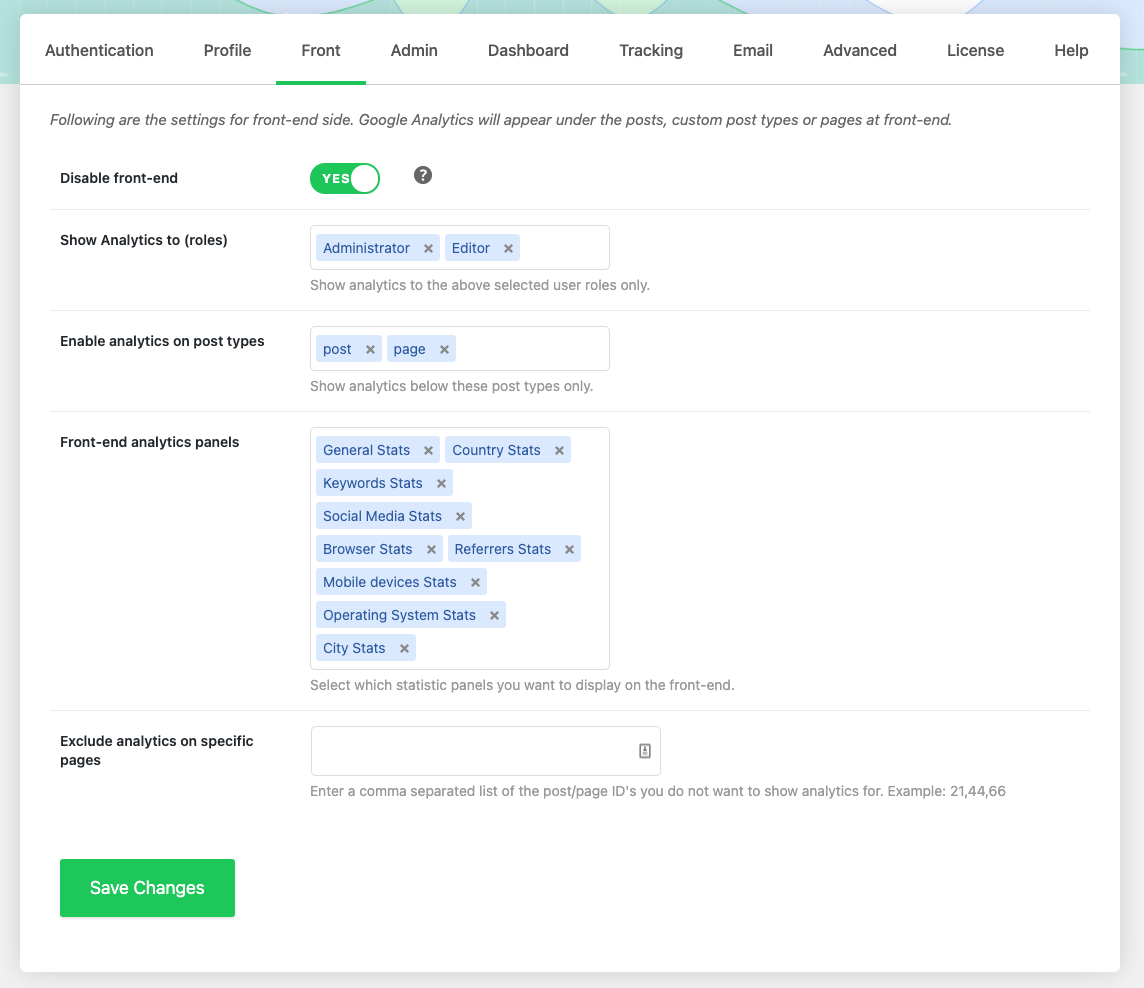 Authentication Profile Front Admin Dashboard Tracking Email Advanced License Help
Following are the settings for front-end side. Google Analytics will appear under the posts, custom post types or pages at front-end.
Disable front-end YES ?
Show Analytics to (roles) Administrator × Editor ×
Show analytics to the above selected user roles only.
Enable analytics on post types post × page ×
Show analytics below these post types only.
Front-end analytics panels General Stats × Country Stats ×
Keywords Stats ×
Social Media Stats ×
Browser Stats × Referrers Stats ×
Mobile devices Stats ×
Operating System Stats ×
City Stats ×
Select which statistic panels you want to display on the front-end.
Exclude analytics on specific
pages
Enter a comma separated list of the post/page ID's you do not want to show analytics for. Example: 21,44,66
Save Changes